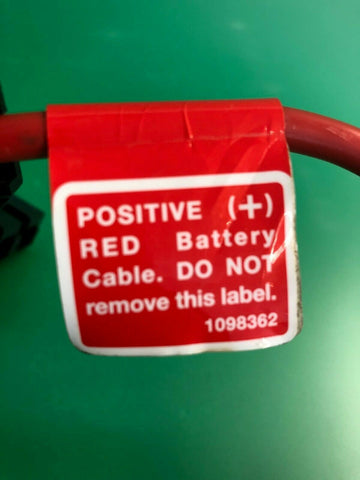 POSITIVE (+)
RED Battery
Cable. DO NOT
remove this label.
1098362